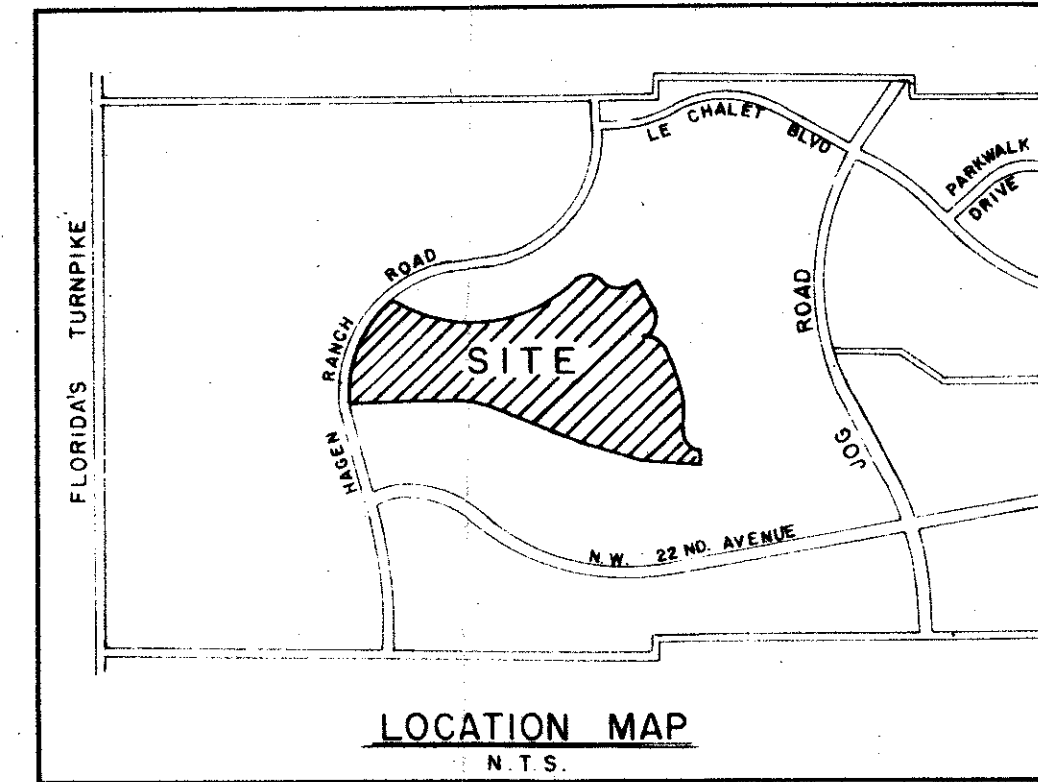 LE CHALET BLVD
PARKWALK
DRIVE
FLORIDA'S TURNPIKE
HAGEN RANCH ROAD
SITE
JOG ROAD
N.W. 22 ND. AVENUE
LOCATION MAP
N.T.S.